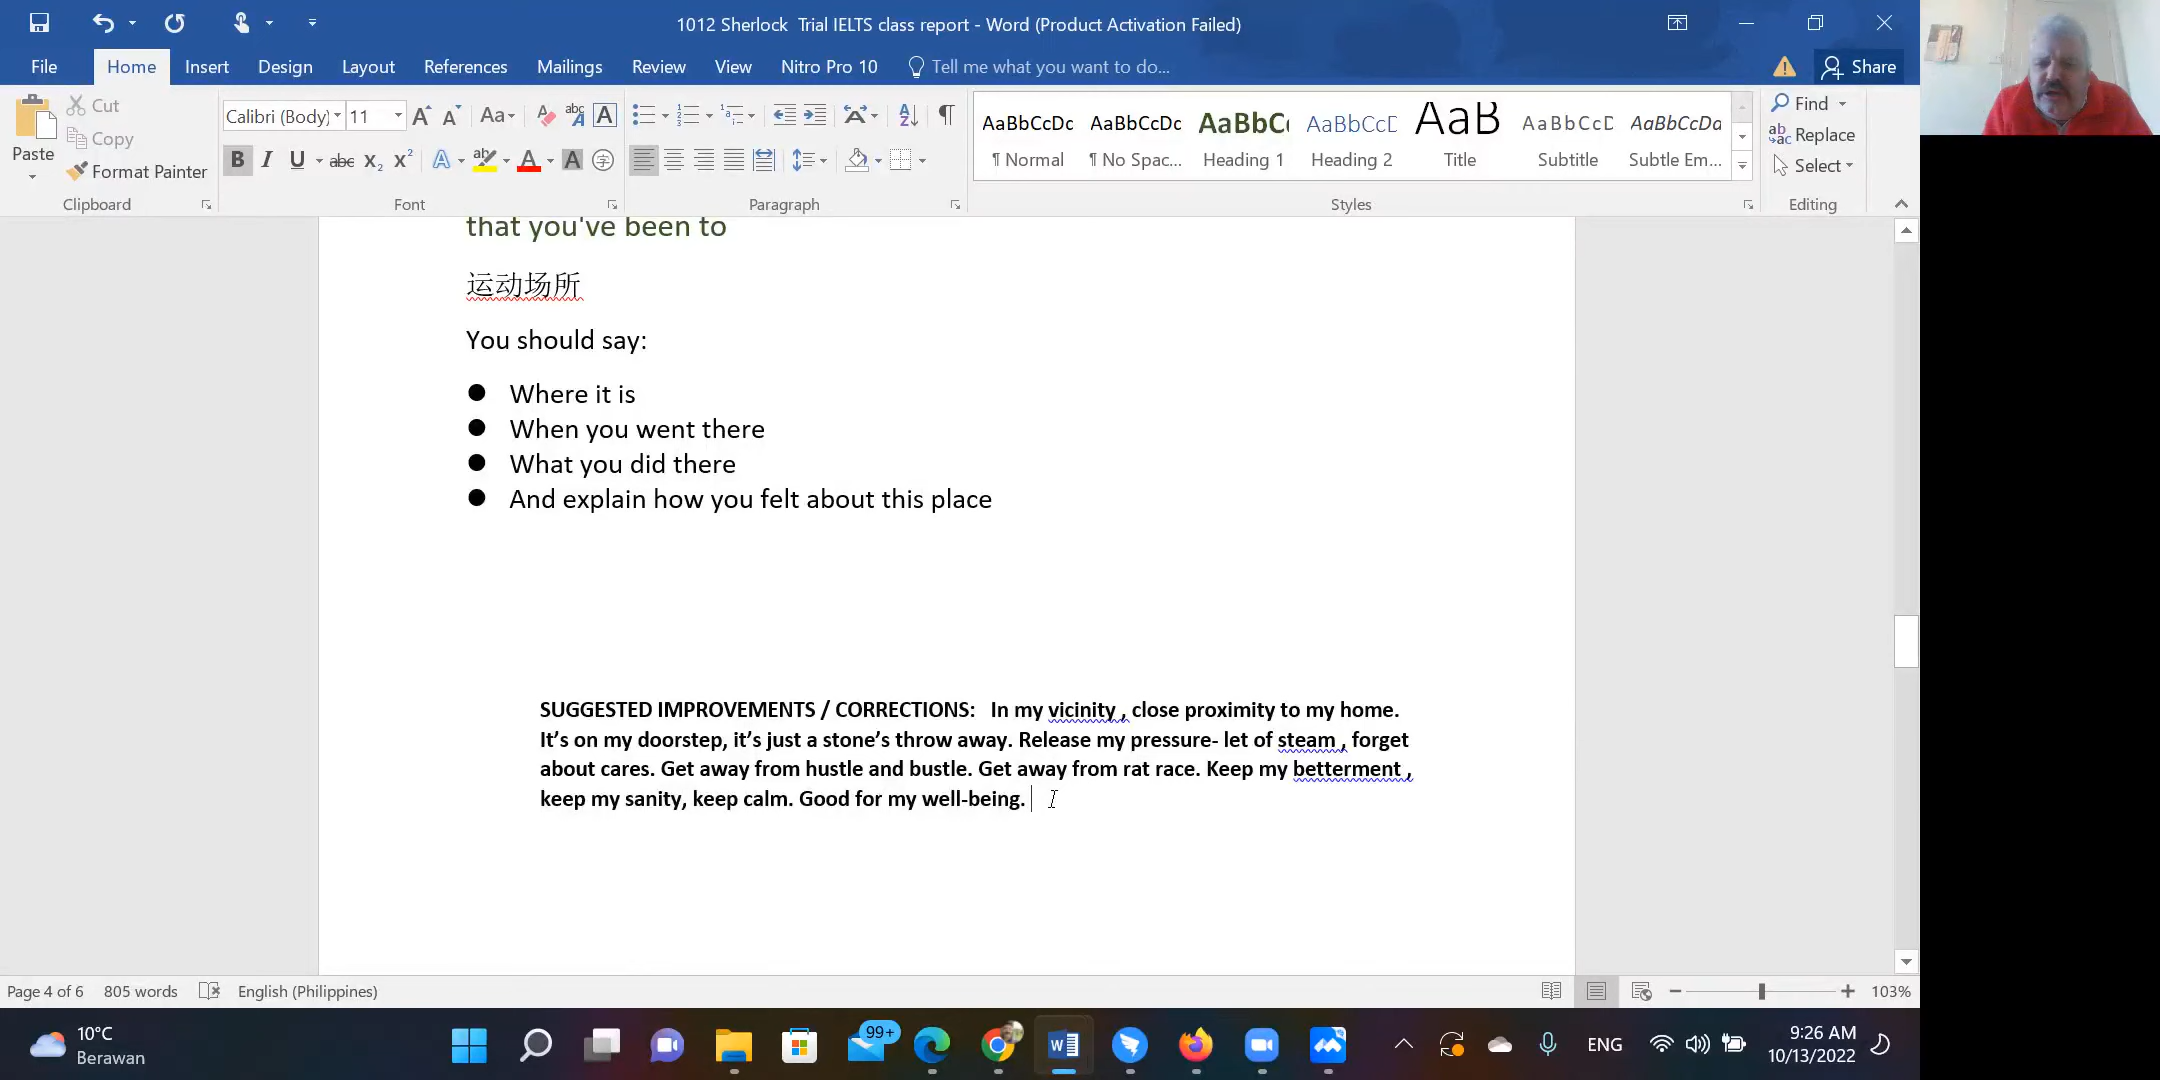 1012 Sherlock  Trial IELTS class report - Word (Product Activation Failed)
File Home Insert Design Layout References Mailings Review View Nitro Pro 10 Tell me what you want to do... Share
Paste
Cut
Copy
Format Painter
Clipboard
Calibri (Body) 11
Font
Paragraph
AaBbCcDc AaBbCcDc AaBbC AaBbCcD AaB AaBbCcD AaBbCcDd
¶ Normal ¶ No Spac... Heading 1 Heading 2 Title Subtitle Subtle Em...
Styles
Find
Replace
Select
Editing
that you've been to
运动场所
You should say:
● Where it is
● When you went there
● What you did there
● And explain how you felt about this place
SUGGESTED IMPROVEMENTS / CORRECTIONS:   In my vicinity , close proximity to my home.
It’s on my doorstep, it’s just a stone’s throw away. Release my pressure- let of steam , forget
about cares. Get away from hustle and bustle. Get away from rat race. Keep my betterment ,
keep my sanity, keep calm. Good for my well-being.
Page 4 of 6 805 words English (Philippines) 103%
10°C
Berawan
99+
ENG
9:26 AM
10/13/2022